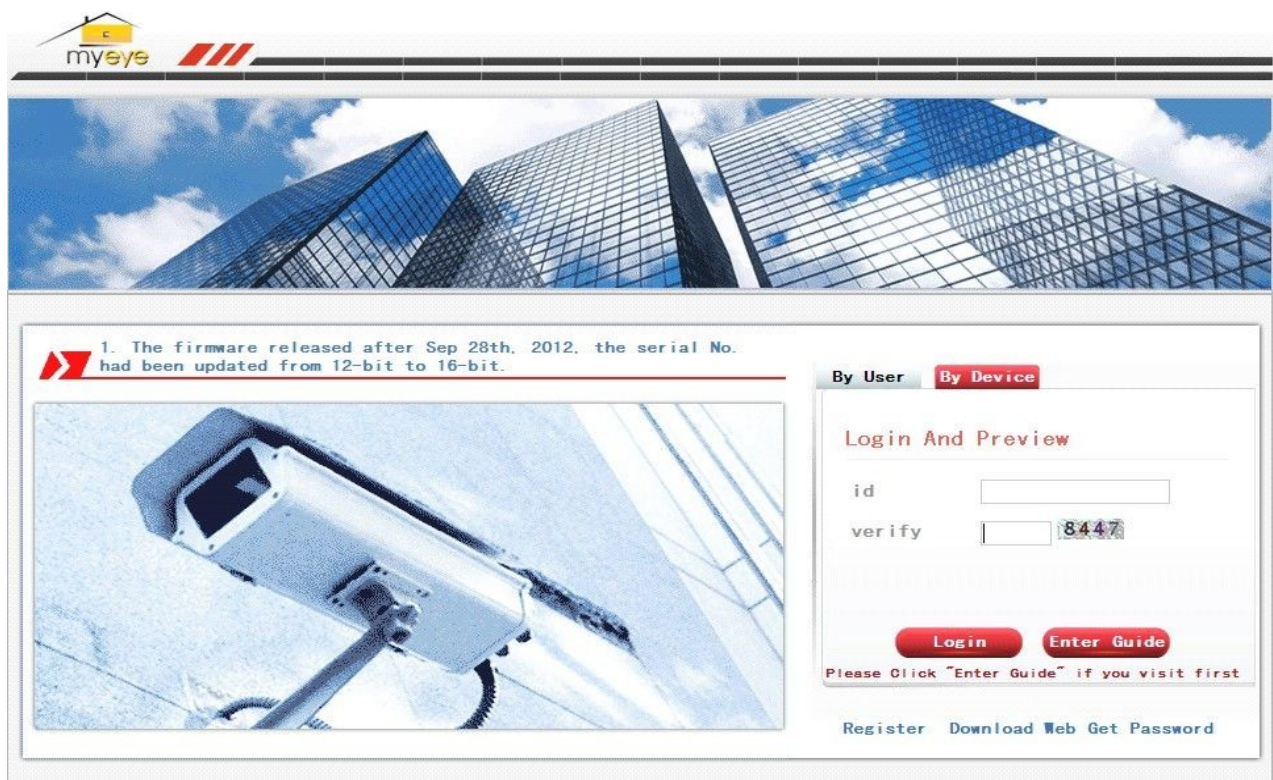 myeye
1. The firmware released after Sep 28th, 2012, the serial No.
had been updated from 12-bit to 16-bit.
By User By Device
Login And Preview
id
verify 8447
Login Enter Guide
Please Click "Enter Guide" if you visit first
Register Download Web Get Password